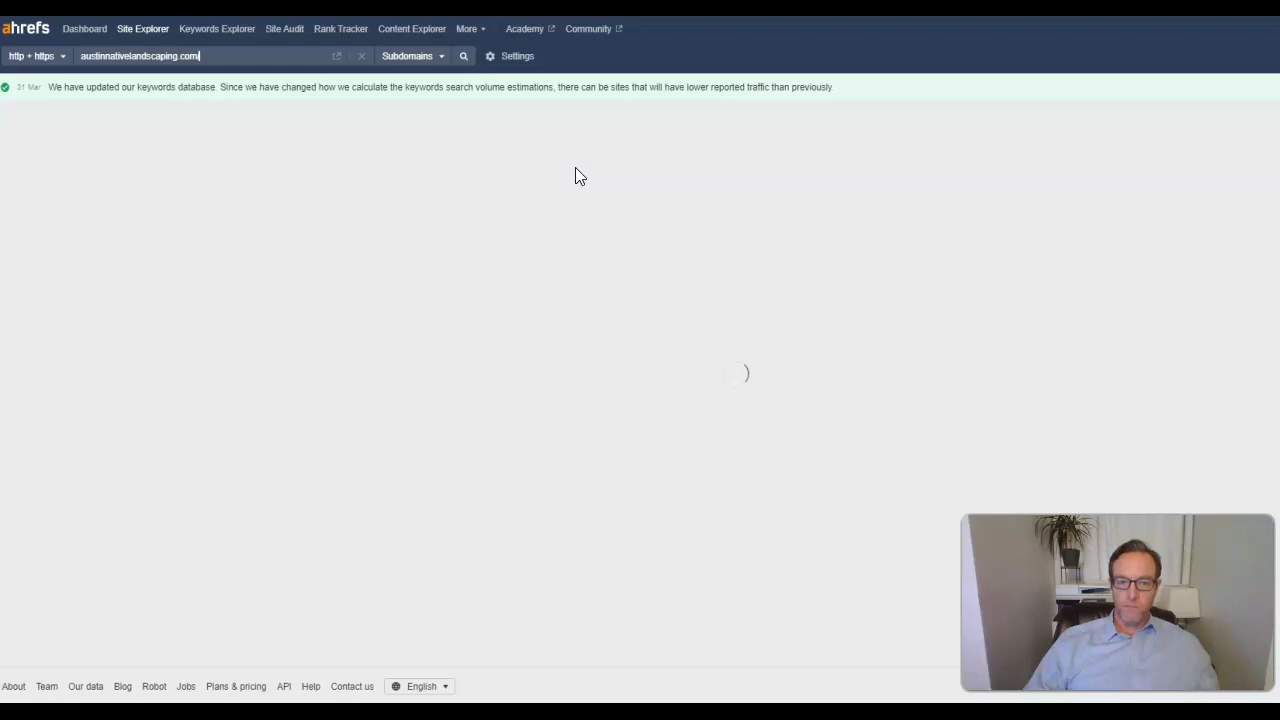 ahrefs Dashboard Site Explorer Keywords Explorer Site Audit Rank Tracker Content Explorer More Academy Community
http + https austinnativelandscaping.com/ Subdomains Settings
31 Mar We have updated our keywords database. Since we have changed how we calculate the keywords search volume estimations, there can be sites that will have lower reported traffic than previously.
About Team Our data Blog Robot Jobs Plans & pricing API Help Contact us English